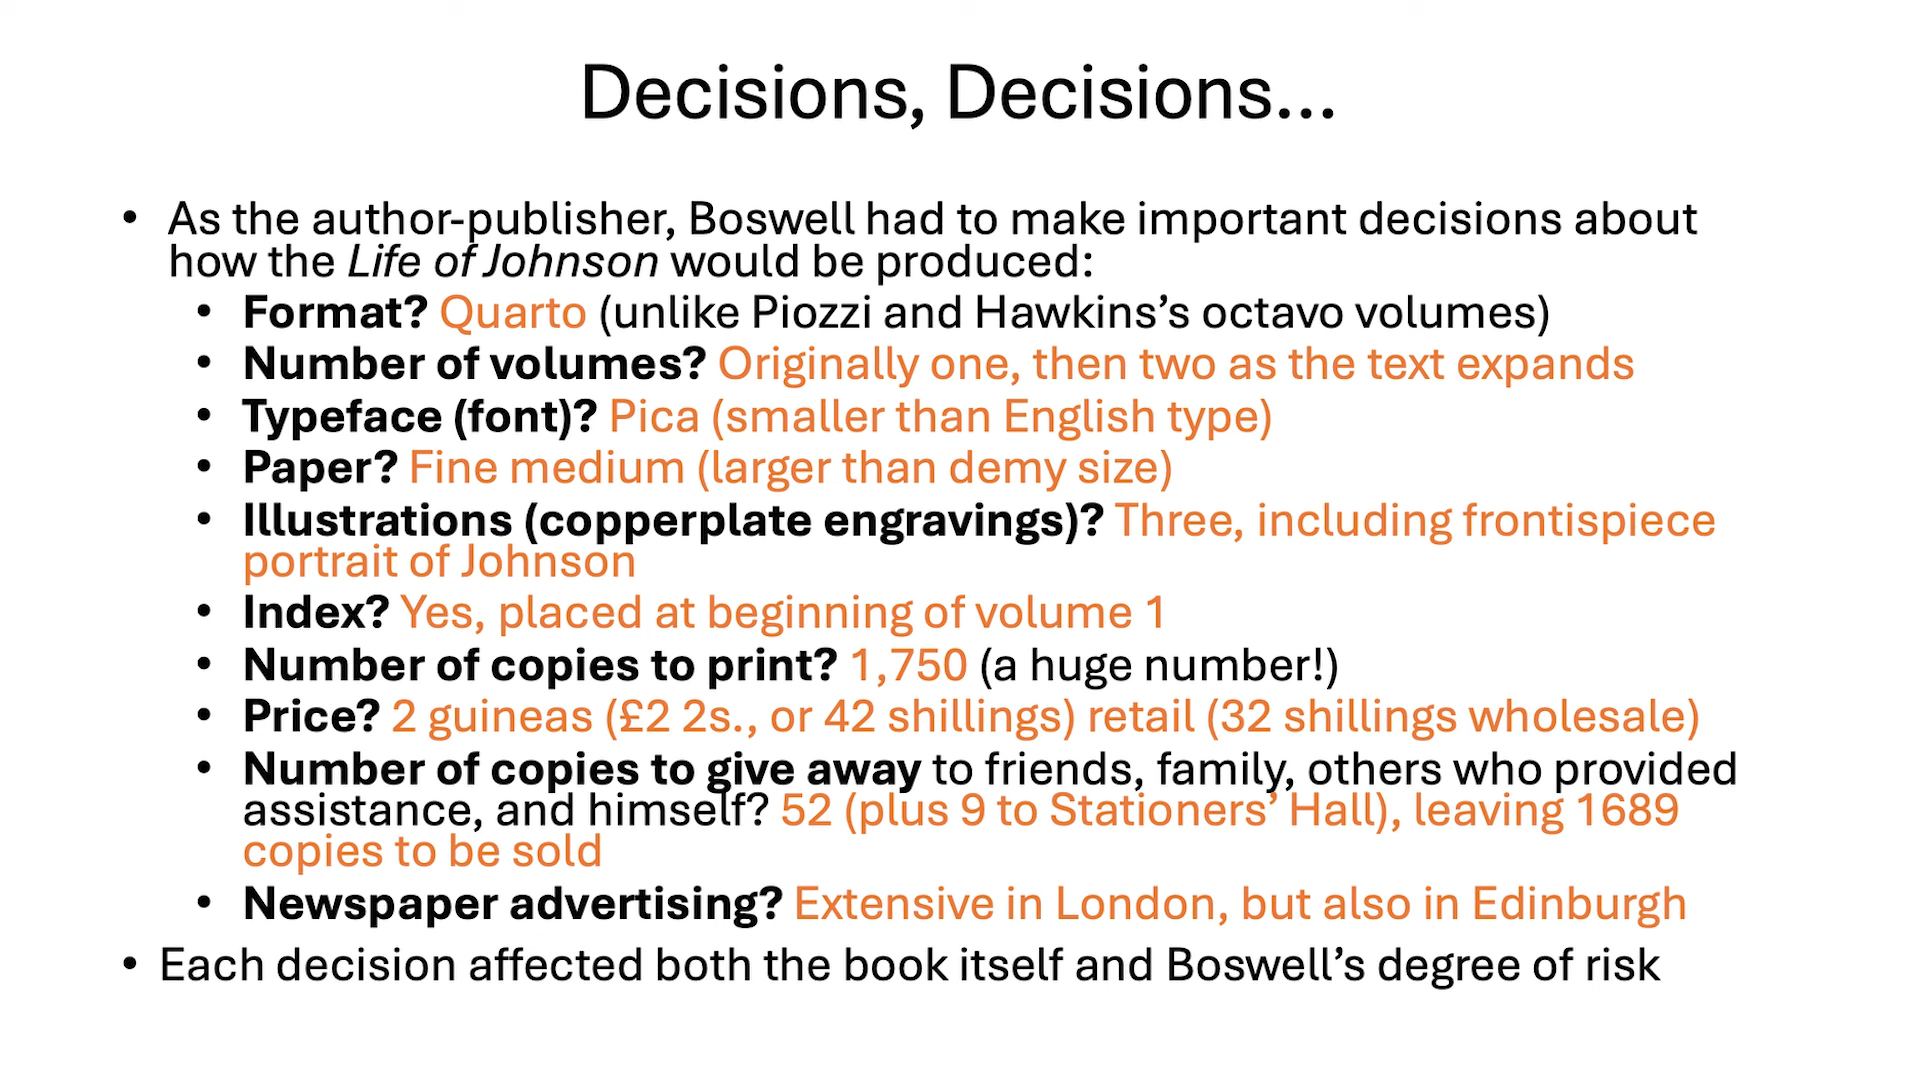 Decisions, Decisions...
• As the author-publisher, Boswell had to make important decisions about
how the Life of Johnson would be produced:
• Format? Quarto (unlike Piozzi and Hawkins’s octavo volumes)
• Number of volumes? Originally one, then two as the text expands
• Typeface (font)? Pica (smaller than English type)
• Paper? Fine medium (larger than demy size)
• Illustrations (copperplate engravings)? Three, including frontispiece
portrait of Johnson
• Index? Yes, placed at beginning of volume 1
• Number of copies to print? 1,750 (a huge number!)
• Price? 2 guineas (£2 2s., or 42 shillings) retail (32 shillings wholesale)
• Number of copies to give away to friends, family, others who provided
assistance, and himself? 52 (plus 9 to Stationers’ Hall), leaving 1689
copies to be sold
• Newspaper advertising? Extensive in London, but also in Edinburgh
• Each decision affected both the book itself and Boswell’s degree of risk